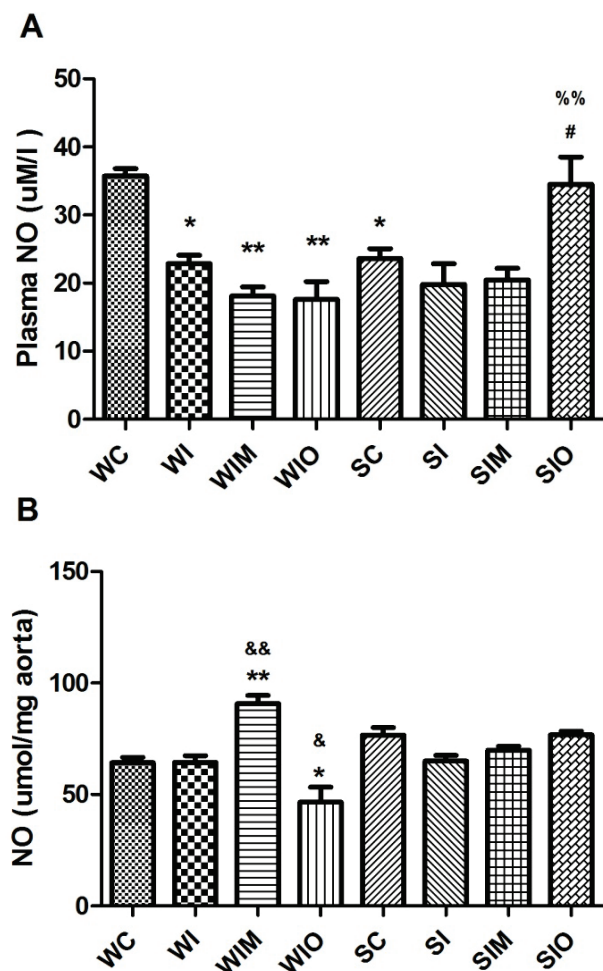 A
Plasma NO (uM/l)
50
40
30
20
10
0
*
**
**
*
%%
#
WC
WI
WIM
WIO
SC
SI
SIM
SIO
B
NO (umol/mg aorta)
150
100
50
0
&&
**
&
*
WC
WI
WIM
WIO
SC
SI
SIM
SIO